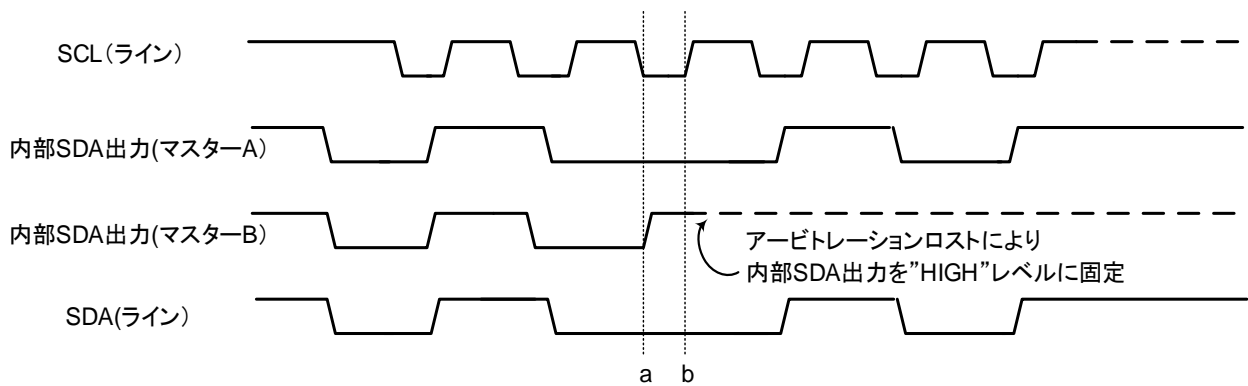 SCL(ライン)
内部SDA出力(マスターA)
内部SDA出力(マスターB)
アービトレーションロストにより
内部SDA出力を”HIGH”レベルに固定
SDA(ライン)
a b